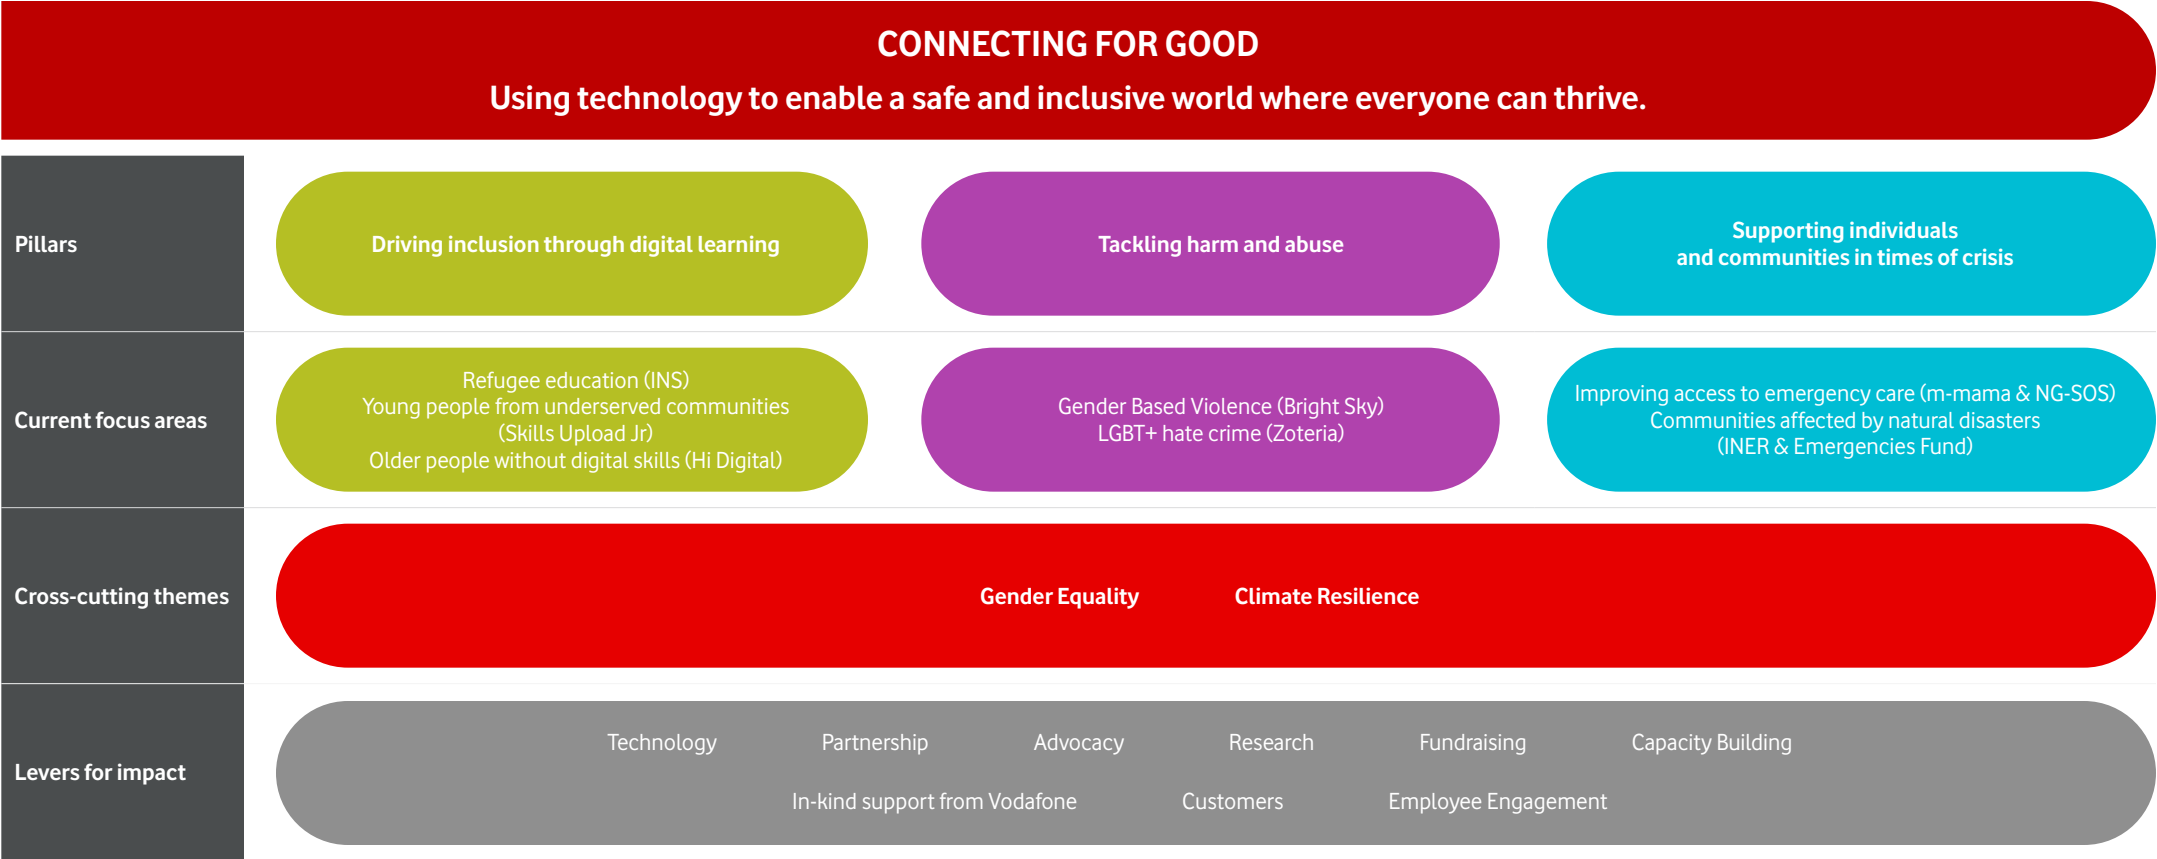 CONNECTING FOR GOOD
Using technology to enable a safe and inclusive world where everyone can thrive.
Pillars
Driving inclusion through digital learning
Tackling harm and abuse
Supporting individuals
and communities in times of crisis
Current focus areas
Refugee education (INS)
Young people from underserved communities
(Skills Upload Jr)
Older people without digital skills (Hi Digital)
Gender Based Violence (Bright Sky)
LGBT+ hate crime (Zoteria)
Improving access to emergency care (m-mama & NG-SOS)
Communities affected by natural disasters
(INER & Emergencies Fund)
Cross-cutting themes
Gender Equality
Climate Resilience
Levers for impact
Technology
Partnership
Advocacy
Research
Fundraising
Capacity Building
In-kind support from Vodafone
Customers
Employee Engagement